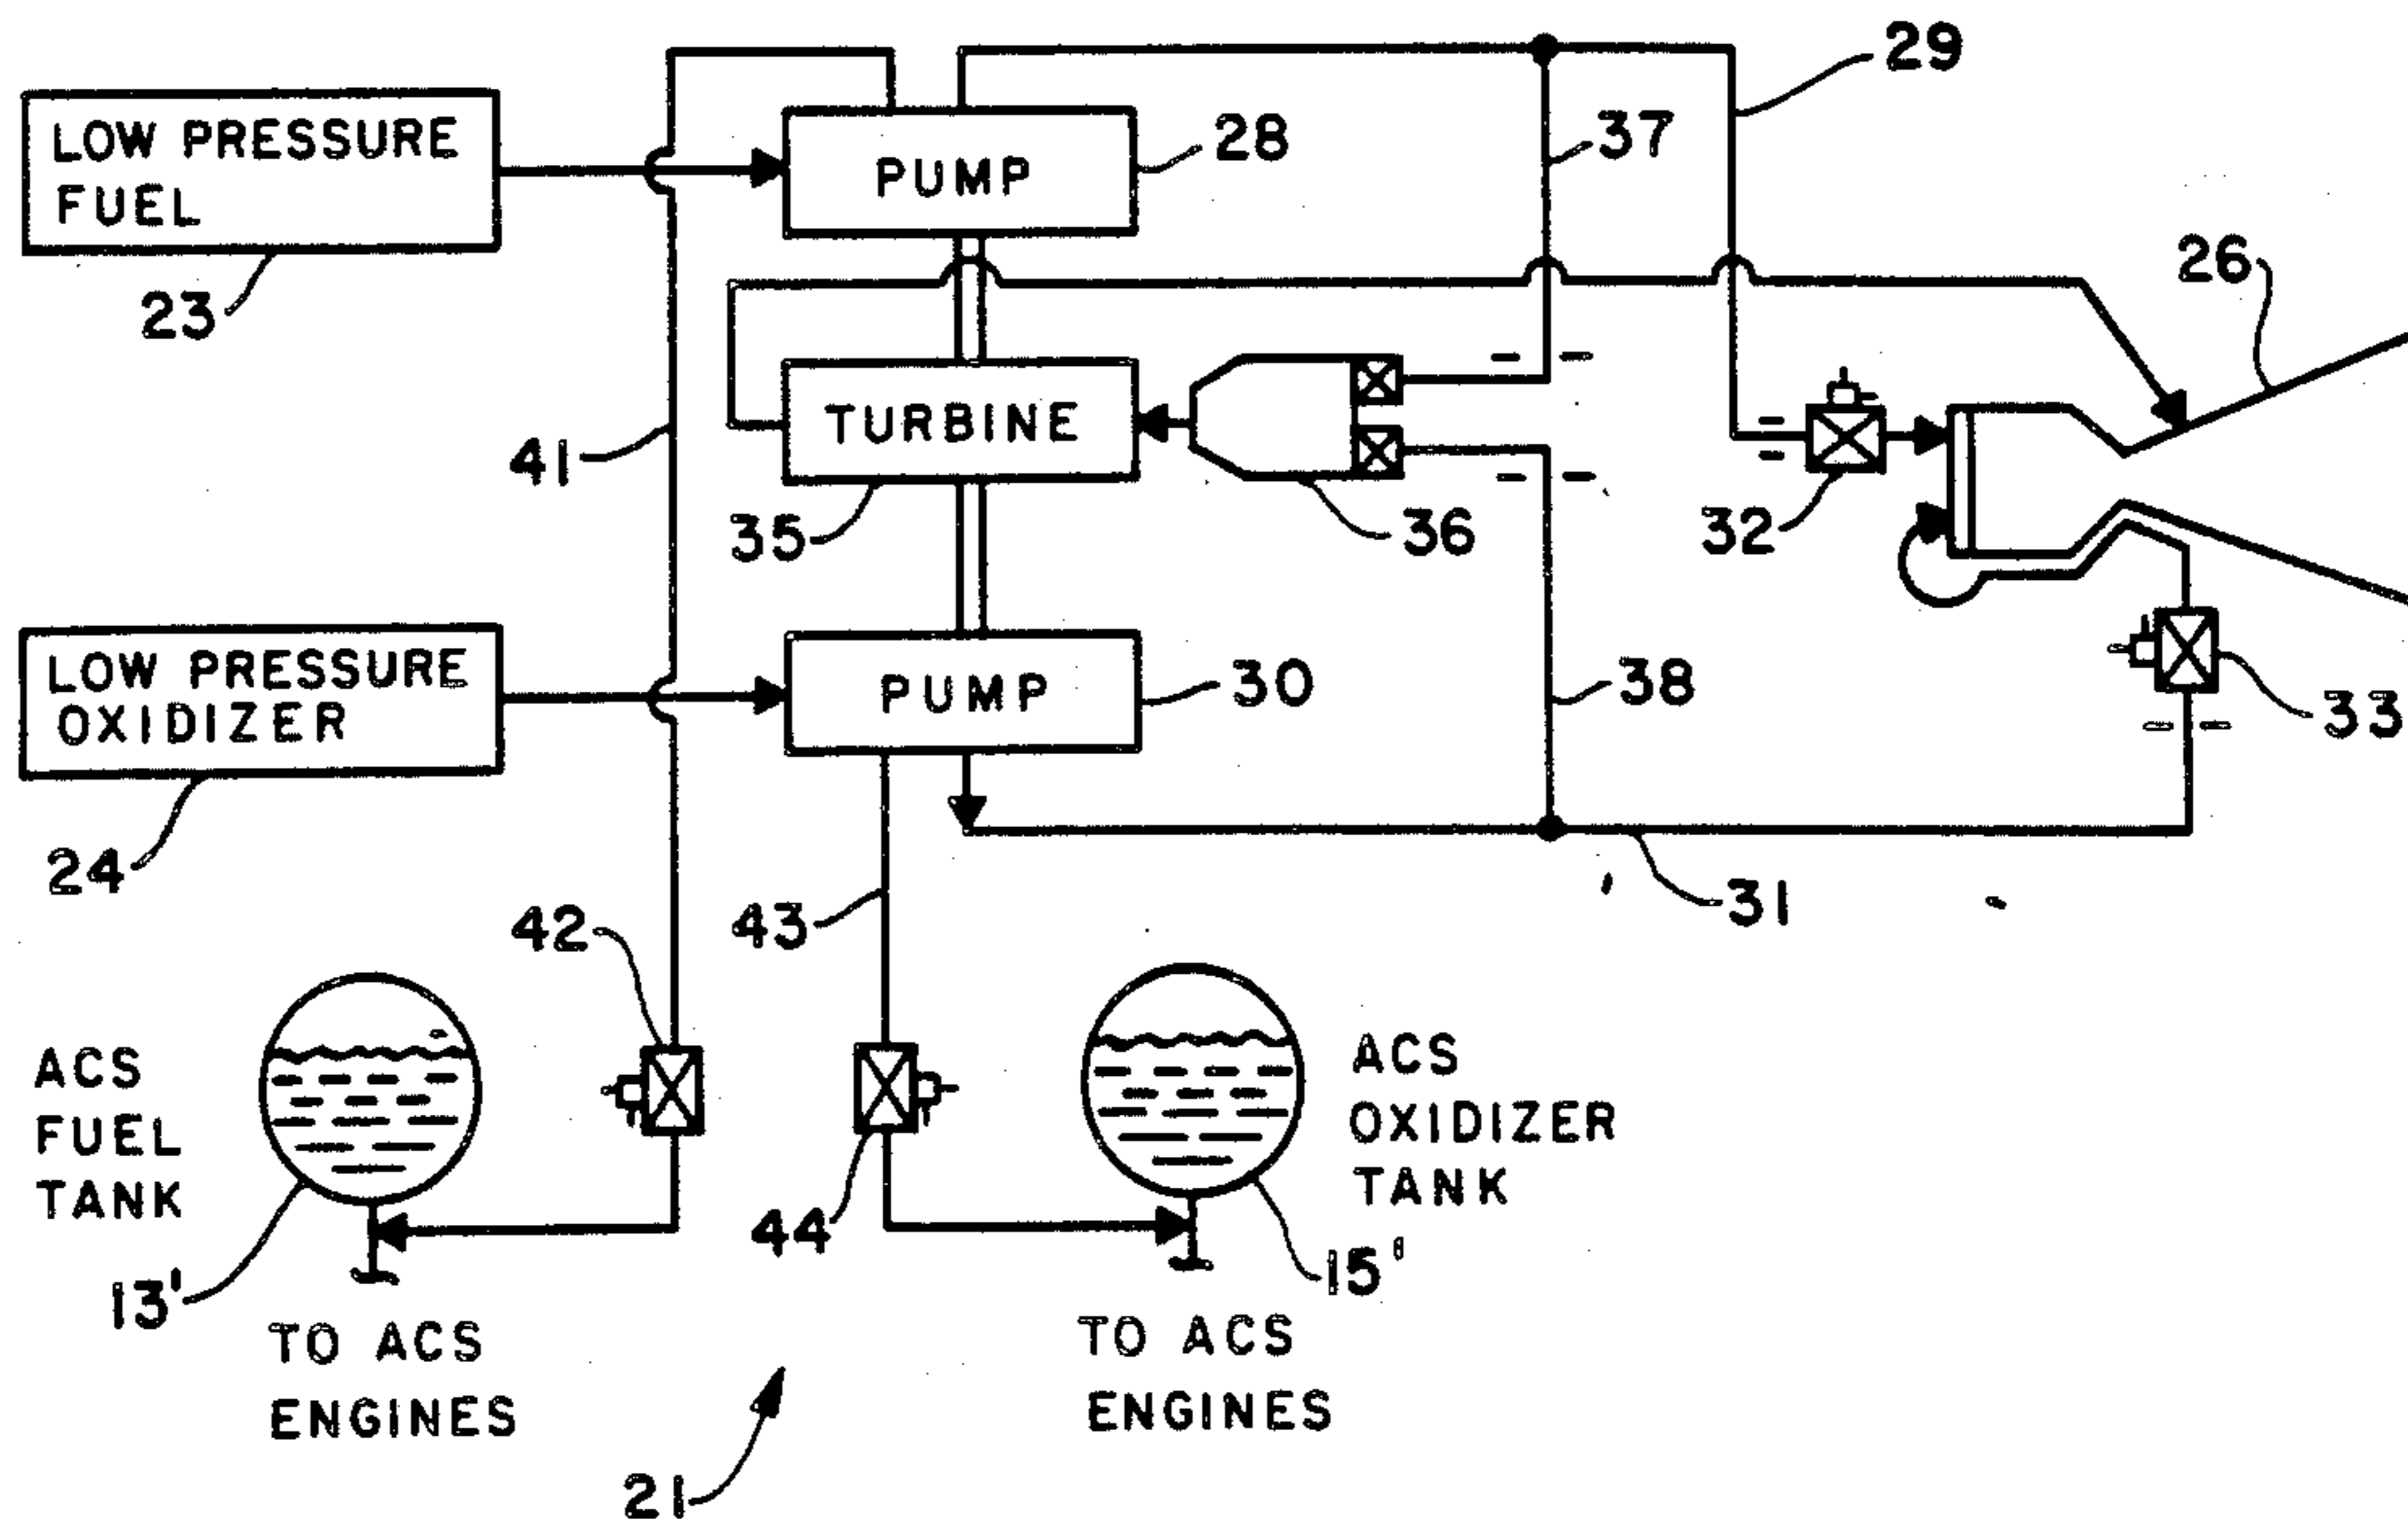 29
LOW PRESSURE
FUEL
PUMP
28
37
26
23
TURBINE
41
35
36
32
LOW PRESSURE
OXIDIZER
PUMP
30
38
33
24
31
42
43
ACS
FUEL
TANK
ACS
OXIDIZER
TANK
44
13'
15'
TO ACS
ENGINES
TO ACS
ENGINES
21